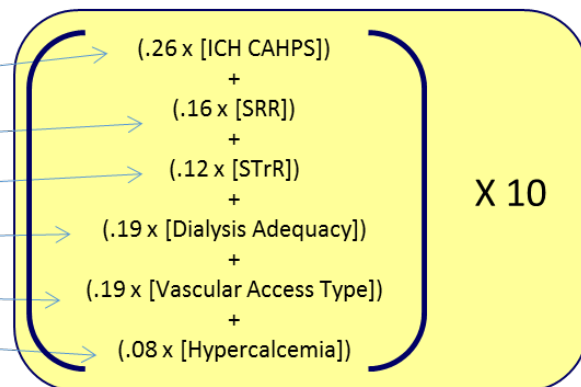 (.26 x [ICH CAHPS])
+
(.16 x [SRR])
+
(.12 x [STrR])
+
(.19 x [Dialysis Adequacy])
+
(.19 x [Vascular Access Type])
+
(.08 x [Hypercalcemia])
X 10